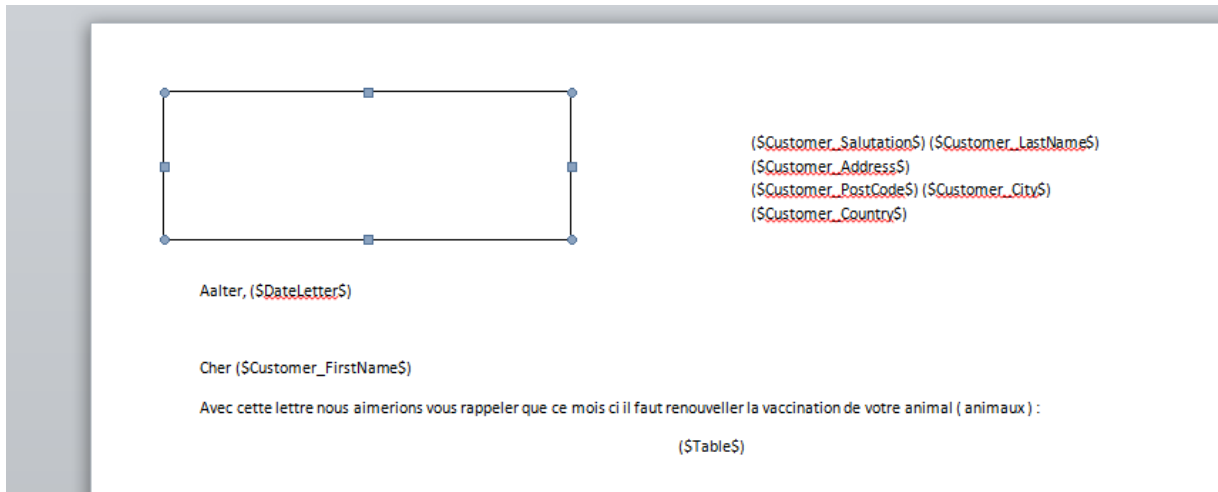 ($Customer_Salutation$) ($Customer_LastName$)
($Customer_Address$)
($Customer_PostCode$) ($Customer_City$)
($Customer_Country$)
Aalter, ($DateLetter$)
Cher ($Customer_FirstName$)
Avec cette lettre nous aimerions vous rappeler que ce mois ci il faut renouveller la vaccination de votre animal ( animaux ) :
($Table$)